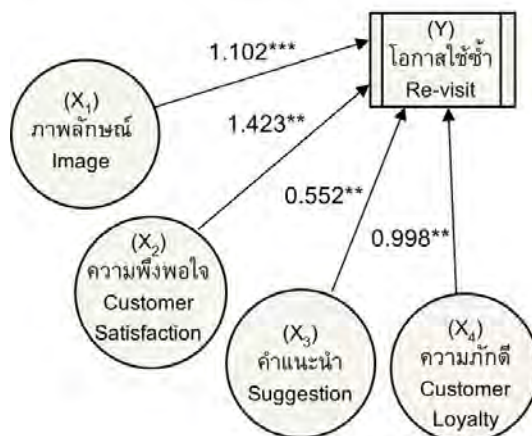 (Y)
โอกาสใช้ซ้ำ
Re-visit
1.102***
(X₁)
ภาพลักษณ์
Image
1.423**
(X₂)
ความพึงพอใจ
Customer
Satisfaction
0.552**
(X₃)
คำแนะนำ
Suggestion
0.998**
(X₄)
ความภักดี
Customer
Loyalty